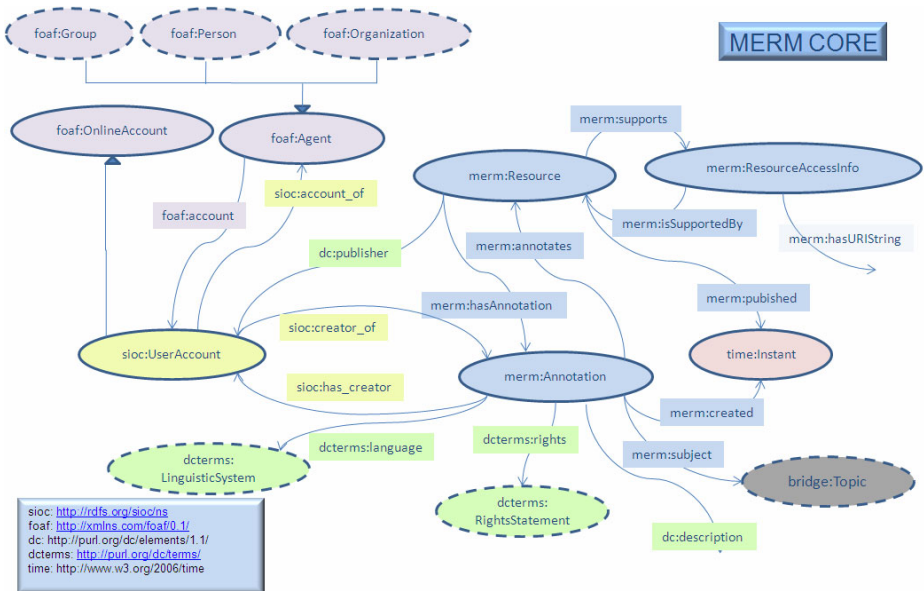 foaf:Group
foaf:Person
foaf:Organization
MERM CORE
foaf:OnlineAccount
foaf:Agent
merm:supports
merm:Resource
merm:ResourceAccessInfo
sioc:account_of
foaf:account
merm:isSupportedBy
merm:hasURIString
dc:publisher
merm:annotates
merm:hasAnnotation
merm:pubished
sioc:creator_of
sioc:UserAccount
time:Instant
merm:Annotation
sioc:has_creator
merm:created
dcterms:language
dcterms:rights
merm:subject
dcterms:
LinguisticSystem
bridge:Topic
dcterms:
RightsStatement
dc:description
sioc: http://rdfs.org/sioc/ns
foaf: http://xmlns.com/foaf/0.1/
dc: http://purl.org/dc/elements/1.1/
dcterms: http://purl.org/dc/terms/
time: http://www.w3.org/2006/time